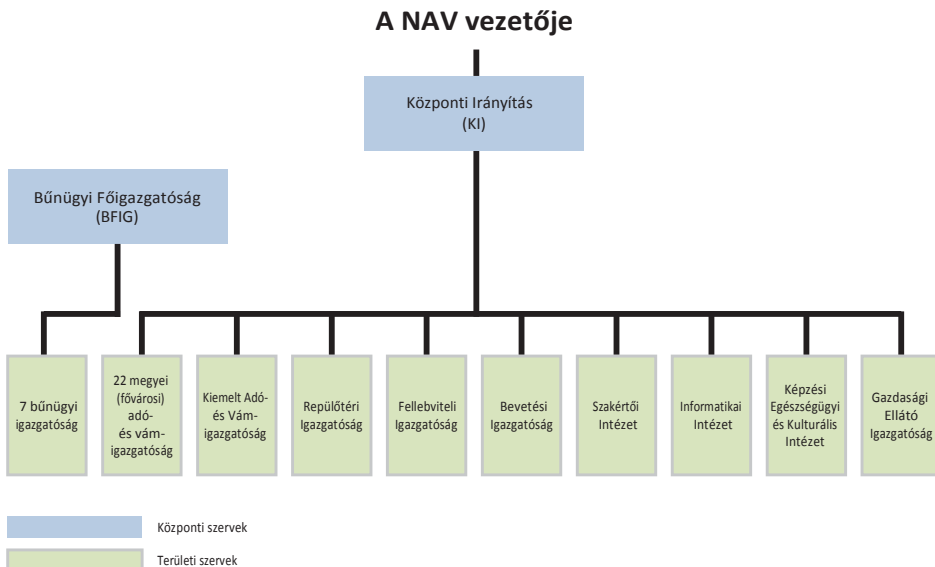 A NAV vezetője
Központi Irányítás
(KI)
Bűnügyi Főigazgatóság
(BFIG)
7 bűnügyi
igazgatóság
22 megyei
(fővárosi)
adó-
és vám-
igazgatóság
Kiemelt Adó-
és Vám-
igazgatóság
Repülőtéri
Igazgatóság
Fellebviteli
Igazgatóság
Bevetési
Igazgatóság
Szakértői
Intézet
Informatikai
Intézet
Képzési
Egészségügyi
és Kulturális
Intézet
Gazdasági
Ellátó
Igazgatóság
Központi szervek
Területi szervek